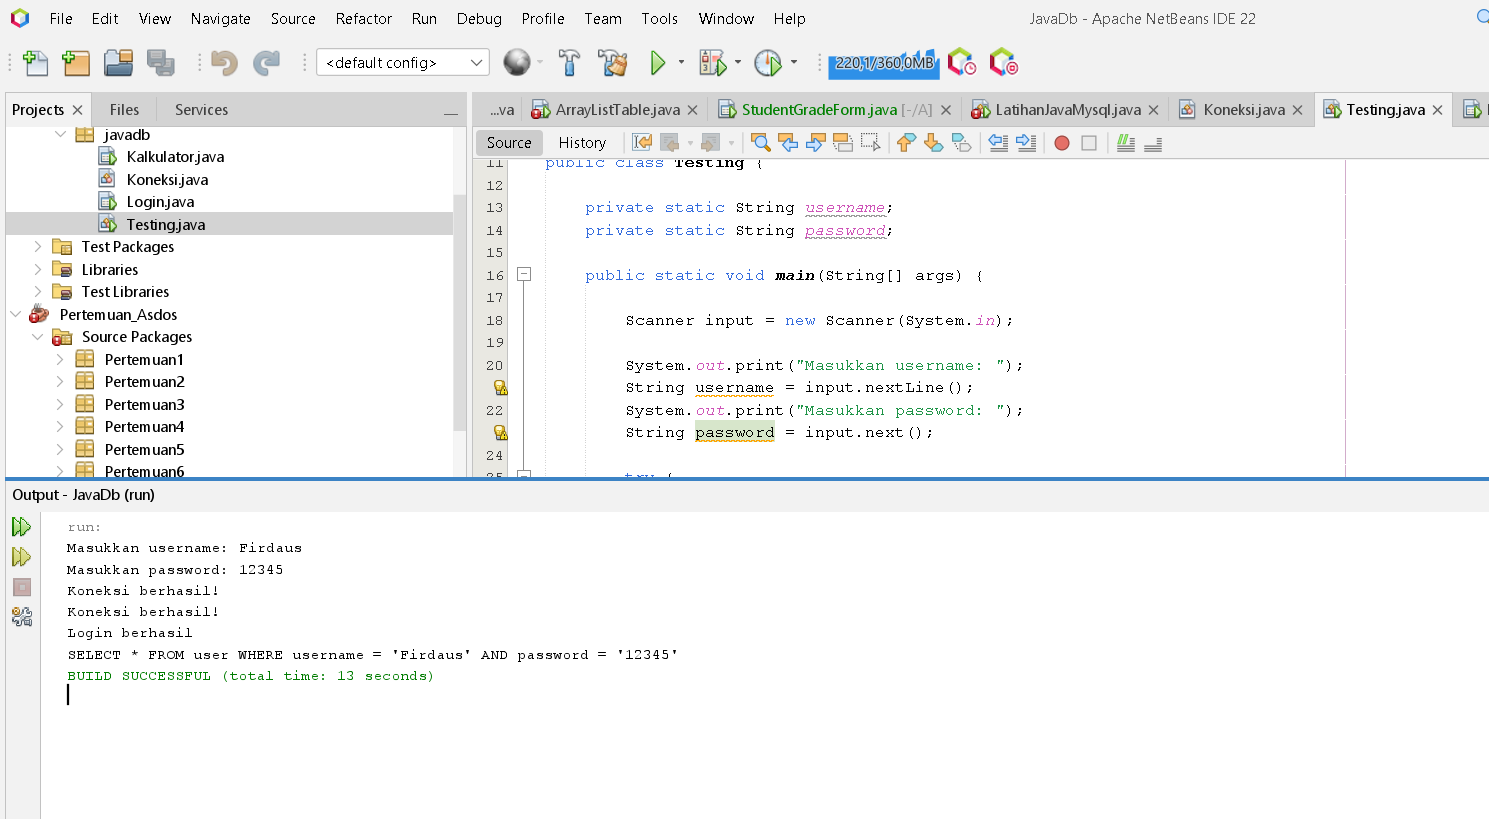 File Edit View Navigate Source Refactor Run Debug Profile Team Tools Window Help JavaDb - Apache NetBeans IDE 22
<default config> 220,1/360,0MB
Projects Files Services
...va ArrayListTable.java StudentGradeForm.java [-/A] LatihanJavaMysql.java Koneksi.java Testing.java
Source History
javadb
Kalkulator.java
Koneksi.java
Login.java
Testing.java
Test Packages
Libraries
Test Libraries
Pertemuan_Asdos
Source Packages
Pertemuan1
Pertemuan2
Pertemuan3
Pertemuan4
Pertemuan5
Pertemuan6
11 public class Testing {
12
13 private static String username;
14 private static String password;
15
16 public static void main(String[] args) {
17
18 Scanner input = new Scanner(System.in);
19
20 System.out.print("Masukkan username: ");
String username = input.nextLine();
22 System.out.print("Masukkan password: ");
String password = input.next();
24
25 try {
Output - JavaDb (run)
run:
Masukkan username: Firdaus
Masukkan password: 12345
Koneksi berhasil!
Koneksi berhasil!
Login berhasil
SELECT * FROM user WHERE username = 'Firdaus' AND password = '12345'
BUILD SUCCESSFUL (total time: 13 seconds)